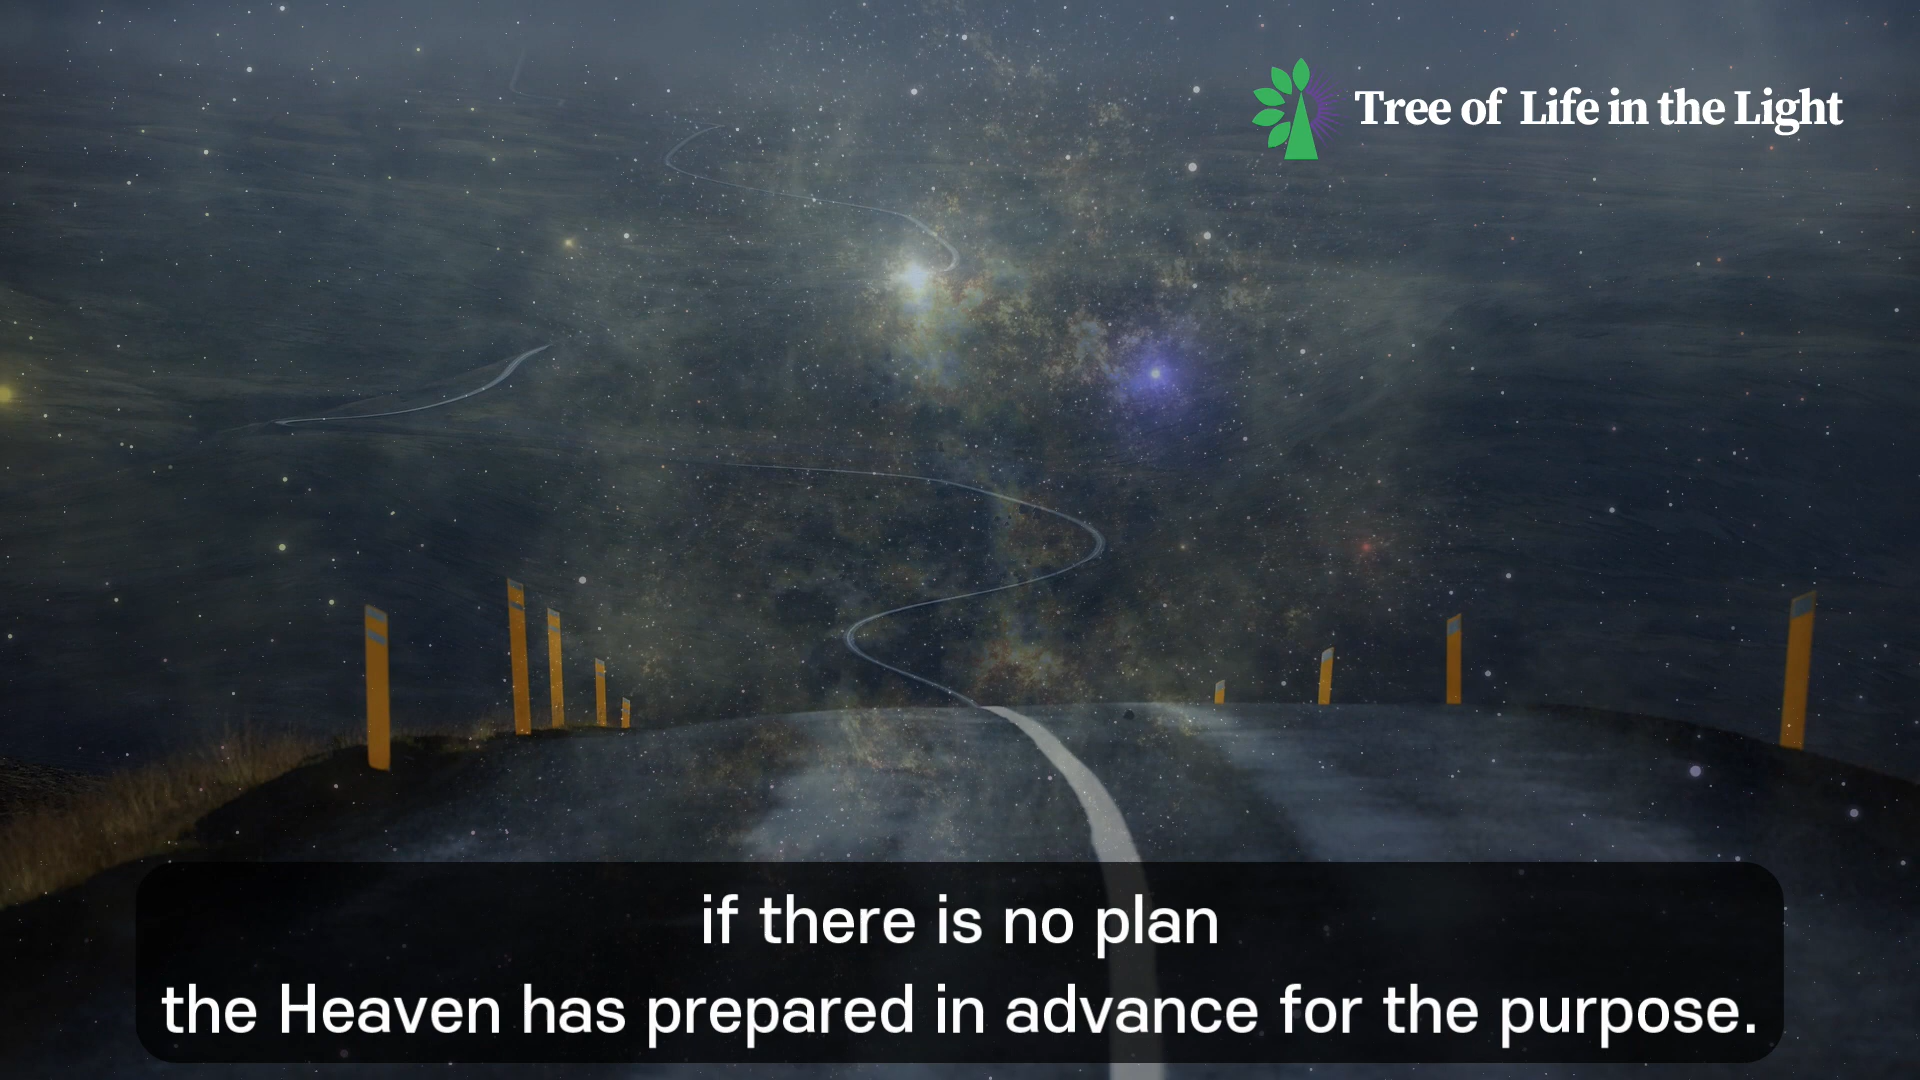 Tree of Life in the Light
if there is no plan
the Heaven has prepared in advance for the purpose.